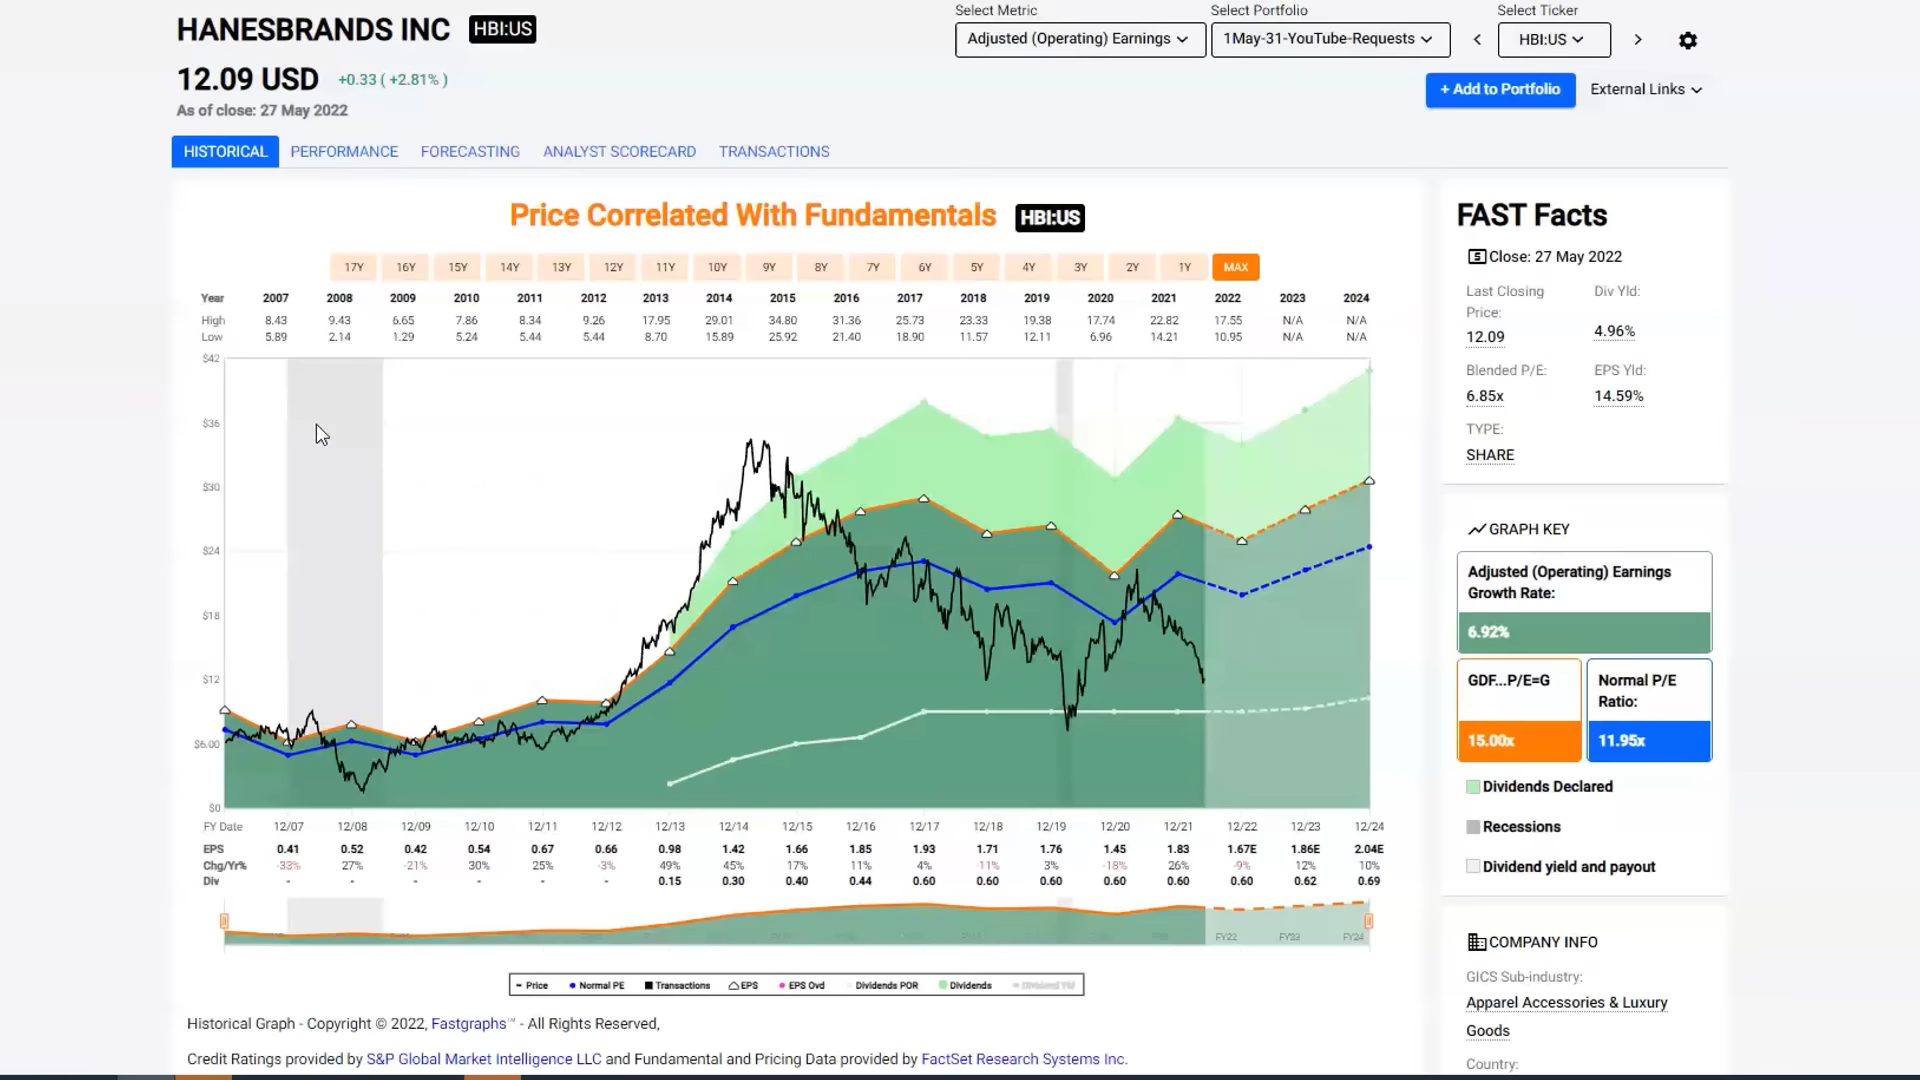 HANESBRANDS INC HBI:US
Select Metric
Adjusted (Operating) Earnings
Select Portfolio
1May-31-YouTube-Requests
Select Ticker
HBI:US
12.09 USD +0.33 ( +2.81% )
As of close: 27 May 2022
+ Add to Portfolio
External Links
HISTORICAL PERFORMANCE FORECASTING ANALYST SCORECARD TRANSACTIONS
Price Correlated With Fundamentals HBI:US
17Y 16Y 15Y 14Y 13Y 12Y 11Y 10Y 9Y 8Y 7Y 6Y 5Y 4Y 3Y 2Y 1Y MAX
Year 2007 2008 2009 2010 2011 2012 2013 2014 2015 2016 2017 2018 2019 2020 2021 2022 2023 2024
High 8.43 9.43 6.65 7.86 8.34 9.26 17.95 29.01 34.80 31.36 25.73 23.33 19.38 17.74 22.82 17.55 N/A N/A
Low 5.89 2.14 1.29 5.24 5.44 5.44 8.70 15.89 25.92 21.40 18.90 11.57 12.11 6.96 14.21 10.95 N/A N/A
$42
$36
$30
$24
$18
$12
$6.00
$0
FY Date 12/07 12/08 12/09 12/10 12/11 12/12 12/13 12/14 12/15 12/16 12/17 12/18 12/19 12/20 12/21 12/22 12/23 12/24
EPS 0.41 0.52 0.42 0.54 0.67 0.66 0.98 1.42 1.66 1.85 1.93 1.71 1.76 1.45 1.83 1.67E 1.86E 2.04E
Chg/Yr% -33% 27% -21% 30% 25% -3% 49% 45% 17% 11% 4% -11% 3% -18% 26% -9% 12% 10%
Div - - - - - - 0.15 0.30 0.40 0.44 0.60 0.60 0.60 0.60 0.60 0.60 0.62 0.69
FY22 FY23 FY24
Price Normal PE Transactions EPS EPS Ovd Dividends POR Dividends Dividend Yld
Historical Graph - Copyright © 2022, Fastgraphs™ - All Rights Reserved,
Credit Ratings provided by S&P Global Market Intelligence LLC and Fundamental and Pricing Data provided by FactSet Research Systems Inc.
FAST Facts
Close: 27 May 2022
Last Closing Price:
12.09
Div Yld:
4.96%
Blended P/E:
6.85x
EPS Yld:
14.59%
TYPE:
SHARE
GRAPH KEY
Adjusted (Operating) Earnings
Growth Rate:
6.92%
GDF...P/E=G
15.00x
Normal P/E
Ratio:
11.95x
Dividends Declared
Recessions
Dividend yield and payout
COMPANY INFO
GICS Sub-industry:
Apparel Accessories & Luxury
Goods
Country: